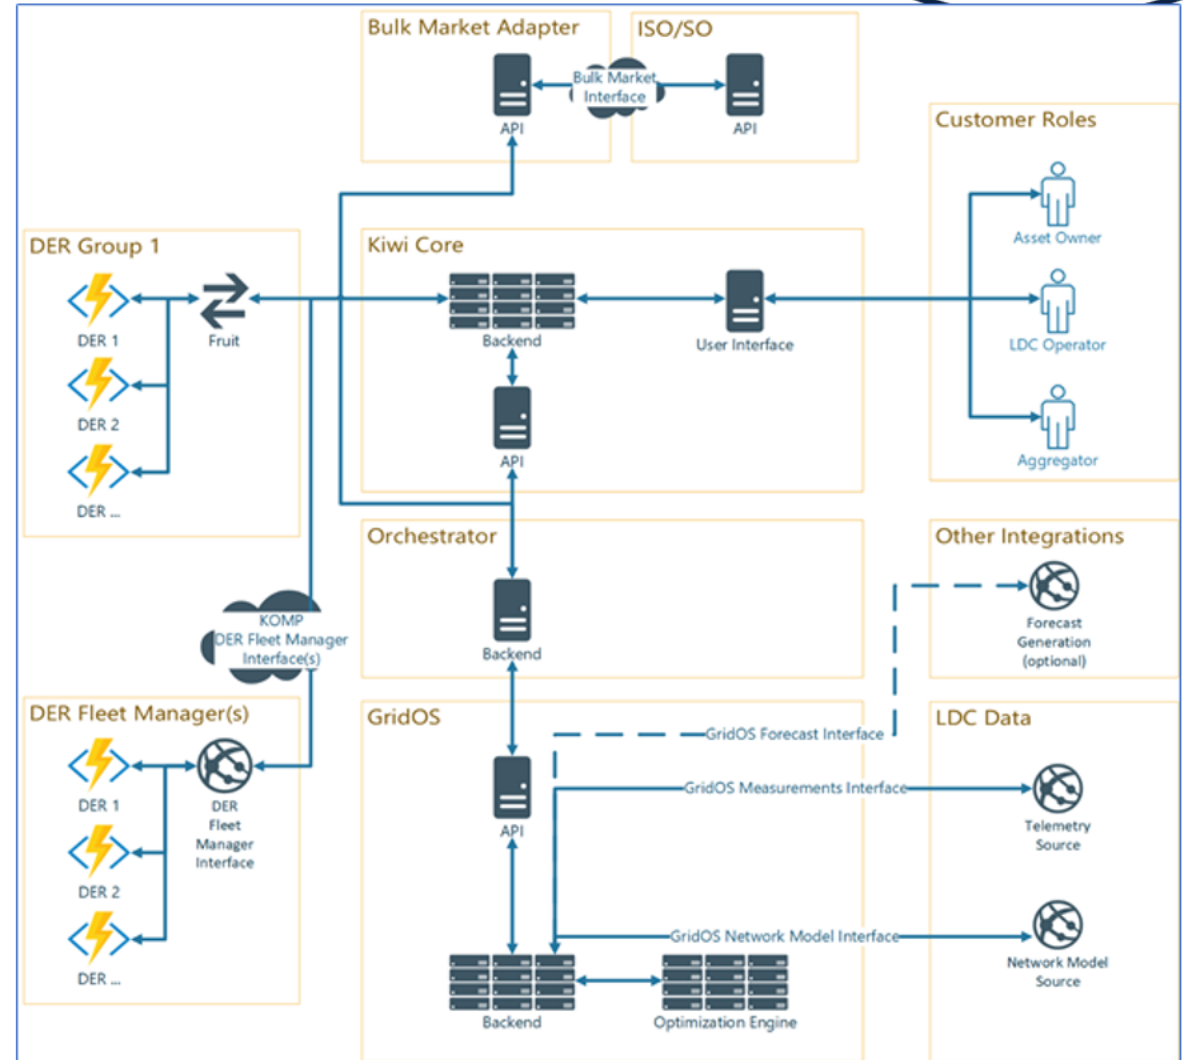 Bulk Market Adapter
ISO/SO
Bulk Market
Interface
API
API
Customer Roles
Asset Owner
LDC Operator
Aggregator
DER Group 1
DER 1
Fruit
DER 2
DER ...
Kiwi Core
Backend
User Interface
API
Orchestrator
Backend
Other Integrations
Forecast
Generation
(optional)
KOMP
DER Fleet Manager
Interface(s)
DER Fleet Manager(s)
DER 1
DER
Fleet
Manager
Interface
DER 2
DER ...
GridOS
GridOS Forecast Interface
GridOS Measurements Interface
API
GridOS Network Model Interface
Backend
Optimization Engine
LDC Data
Telemetry
Source
Network Model
Source